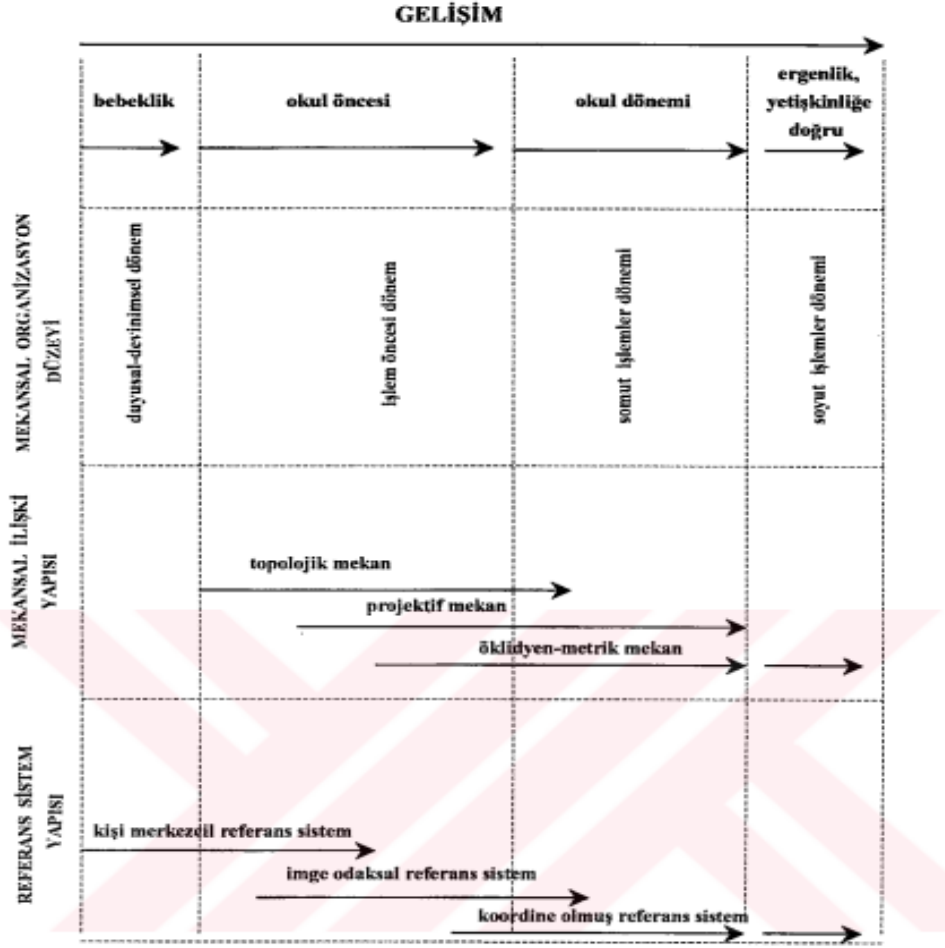 GELİŞİM
bebeklik
okul öncesi
okul dönemi
ergenlik,
yetişkinliğe
doğru
MEKANSAL ORGANİZASYON
DÜZEYİ
duyusal-devinimsel dönem
işlem öncesi dönem
somut işlemler dönemi
soyut işlemler dönemi
MEKANSAL İLİŞKİ
YAPISI
topolojik mekan
projektif mekan
öklidyen-metrik mekan
REFERANS SİSTEM
YAPISI
kişi merkezcil referans sistem
imge odaksal referans sistem
koordine olmuş referans sistem